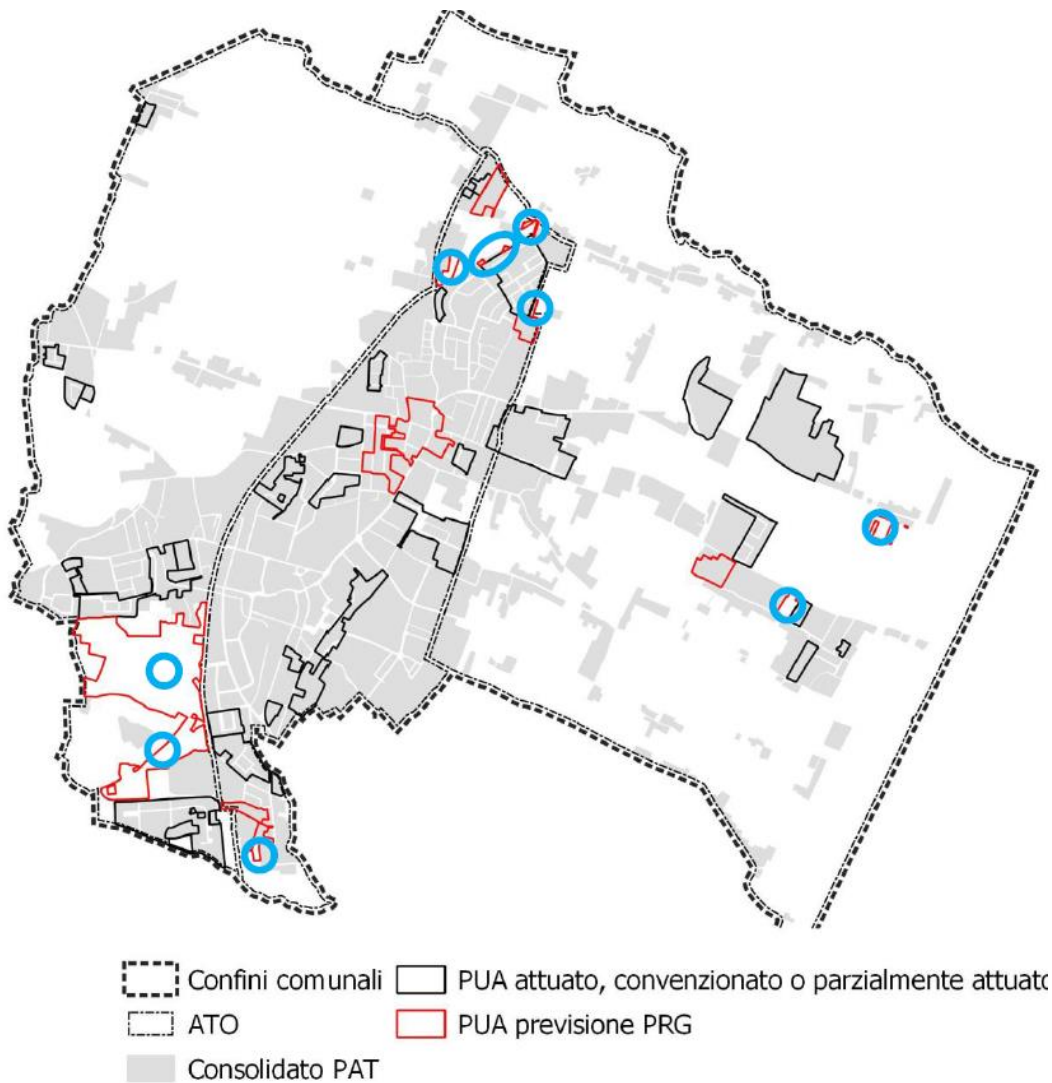 Confini comunali
PUA attuato, convenzionato o parzialmente attuato
ATO
PUA previsione PRG
Consolidato PAT